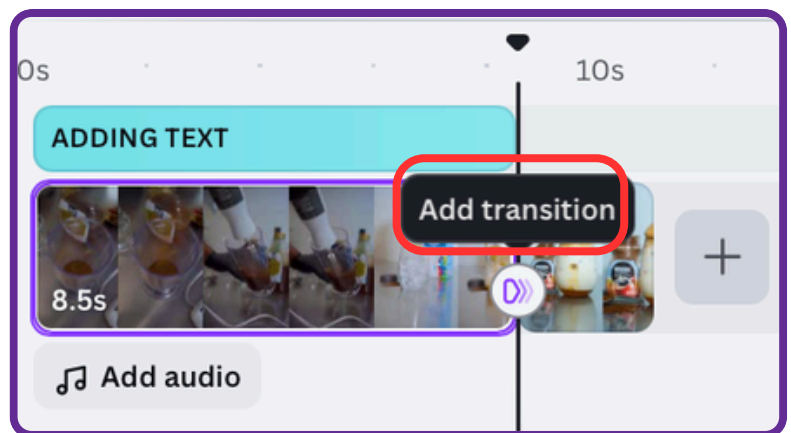 0s
10s
ADDING TEXT
Add transition
8.5s
Add audio